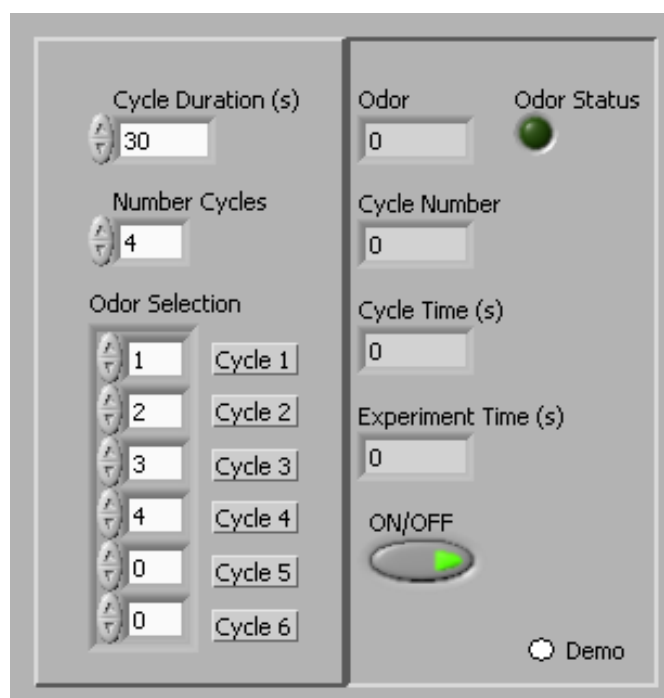 Cycle Duration (s)
30
Number Cycles
4
Odor Selection
1 Cycle 1
2 Cycle 2
3 Cycle 3
4 Cycle 4
0 Cycle 5
0 Cycle 6
Odor Odor Status
0
Cycle Number
0
Cycle Time (s)
0
Experiment Time (s)
0
ON/OFF
Demo